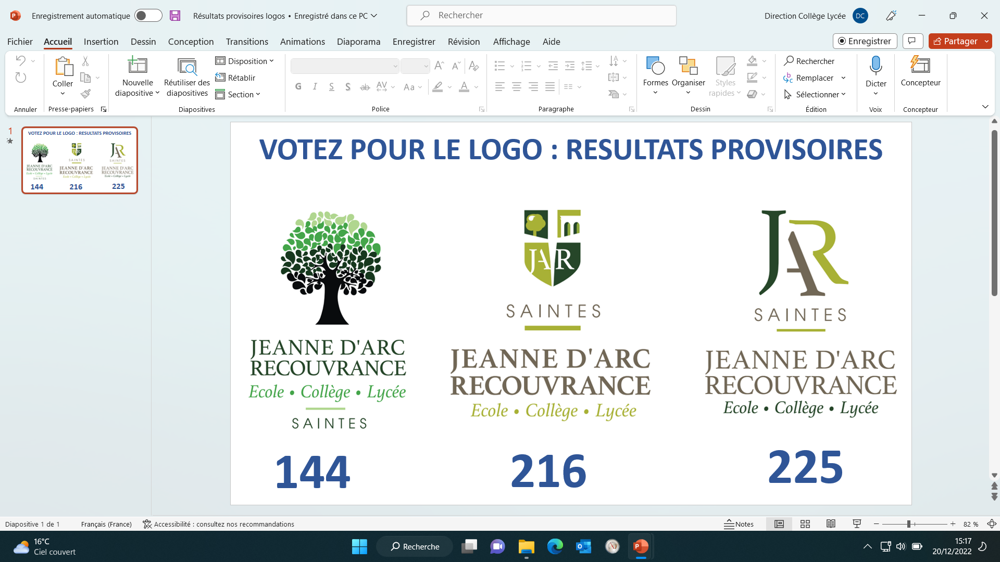 Enregistrement automatique
Résultats provisoires logos • Enregistré dans ce PC
Rechercher
Direction Collège Lycée
DC
Fichier
Accueil
Insertion
Dessin
Conception
Transitions
Animations
Diaporama
Enregistrer
Révision
Affichage
Aide
Enregistrer
Partager
Coller
Nouvelle
diapositive
Réutiliser des
diapositives
Disposition
Rétablir
Section
G I S S ab AV Aa A
Formes
Organiser
Styles
rapides
Rechercher
Remplacer
Sélectionner
Dicter
Concepteur
Annuler
Presse-papiers
Diapositives
Police
Paragraphe
Dessin
Édition
Voix
Concepteur
1
VOTEZ POUR LE LOGO : RESULTATS PROVISOIRES
JEANNE D'ARC
RECOUVRANCE
Ecole • Collège • Lycée
SAINTES
144
JAR
SAINTES
JEANNE D'ARC
RECOUVRANCE
Ecole • Collège • Lycée
216
JAR
SAINTES
JEANNE D'ARC
RECOUVRANCE
Ecole • Collège • Lycée
225
VOTEZ POUR LE LOGO : RESULTATS PROVISOIRES
JEANNE D'ARC
RECOUVRANCE
Ecole • Collège • Lycée
SAINTES
144
JAR
SAINTES
JEANNE D'ARC
RECOUVRANCE
Ecole • Collège • Lycée
216
JAR
SAINTES
JEANNE D'ARC
RECOUVRANCE
Ecole • Collège • Lycée
225
Diapositive 1 de 1
Français (France)
Accessibilité : consultez nos recommandations
Notes
82 %
16°C
Ciel couvert
Recherche
15:17
20/12/2022